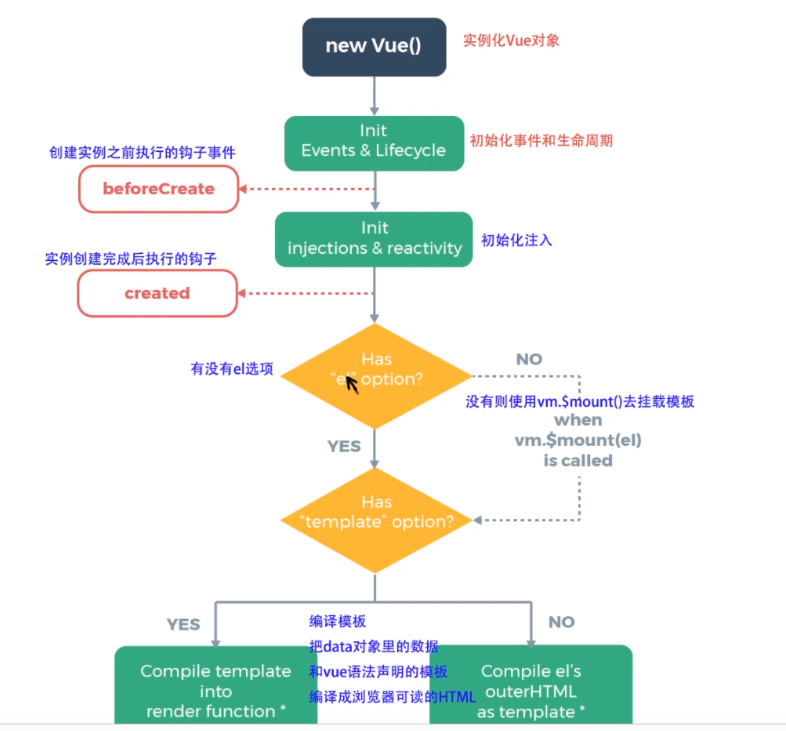 new Vue()
实例化Vue对象
Init
Events & Lifecycle
初始化事件和生命周期
创建实例之前执行的钩子事件
beforeCreate
Init
injections & reactivity
初始化注入
实例创建完成后执行的钩子
created
Has
"el" option?
有没有el选项
NO
没有则使用vm.$mount()去挂载模板
when
vm.$mount(el)
is called
YES
Has
"template" option?
YES
NO
编译模板
把data对象里的数据
和vue语法声明的模板
编译成浏览器可读的HTML
Compile template
into
render function *
Compile el's
outerHTML
as template *